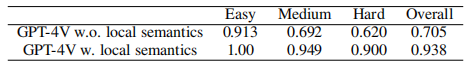 Easy Medium Hard Overall
GPT-4V w.o. local semantics 0.913 0.692 0.620 0.705
GPT-4V w. local semantics 1.00 0.949 0.900 0.938